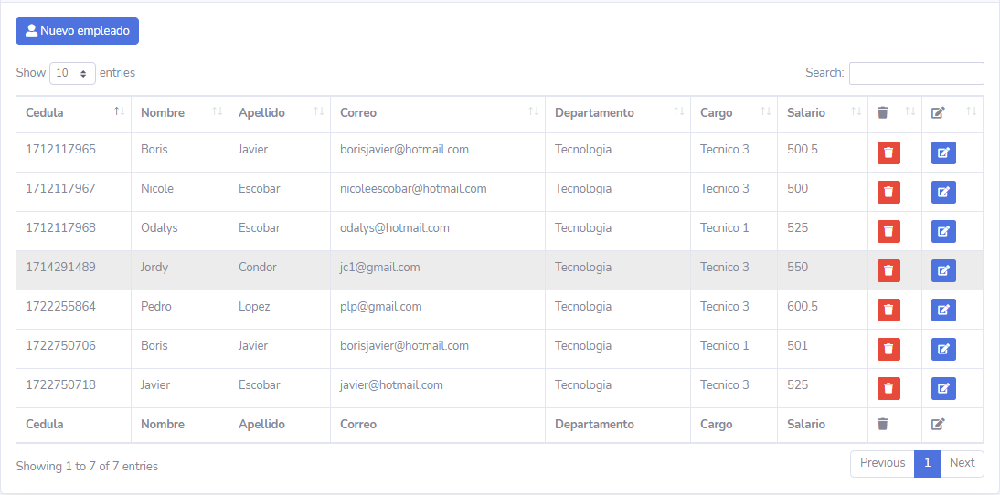 Nuevo empleado
Show 10 entries Search:
Cedula Nombre Apellido Correo Departamento Cargo Salario
1712117965 Boris Javier borisjavier@hotmail.com Tecnologia Tecnico 3 500.5
1712117967 Nicole Escobar nicoleescobar@hotmail.com Tecnologia Tecnico 3 500
1712117968 Odalys Escobar odalys@hotmail.com Tecnologia Tecnico 1 525
1714291489 Jordy Condor jc1@gmail.com Tecnologia Tecnico 3 550
1722255864 Pedro Lopez plp@gmail.com Tecnologia Tecnico 3 600.5
1722750706 Boris Javier borisjavier@hotmail.com Tecnologia Tecnico 1 501
1722750718 Javier Escobar javier@hotmail.com Tecnologia Tecnico 3 525
Cedula Nombre Apellido Correo Departamento Cargo Salario
Showing 1 to 7 of 7 entries Previous 1 Next